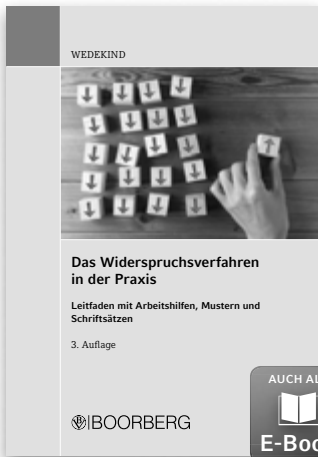 WEDEKIND
Das Widerspruchsverfahren
in der Praxis
Leitfaden mit Arbeitshilfen, Mustern und
Schriftsätzen
3. Auflage
BOORBERG
AUCH AL
E-Boo